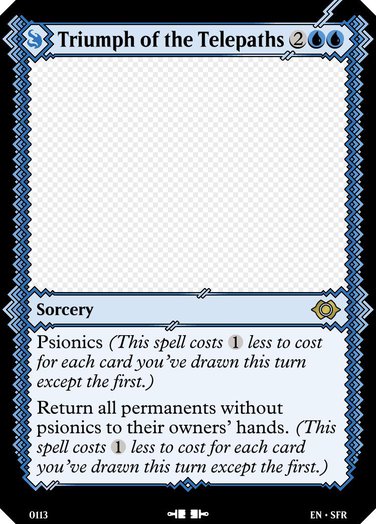 Triumph of the Telepaths 2
Sorcery
Psionics (This spell costs 1 less to cost
for each card you've drawn this turn
except the first.)
Return all permanents without
psionics to their owners' hands. (This
spell costs 1 less to cost for each card
you've drawn this turn except the first.)
0113
EN • SFR